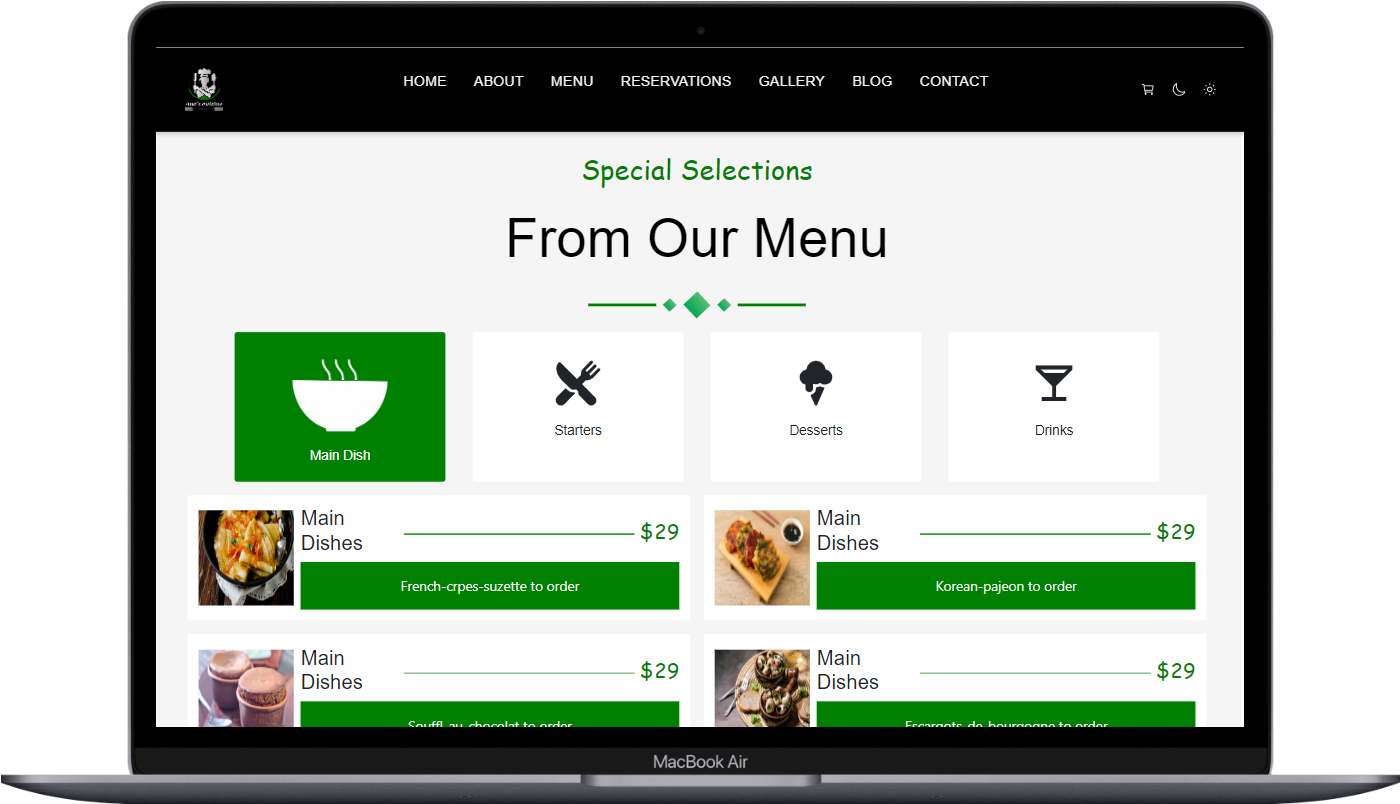 HOME ABOUT MENU RESERVATIONS GALLERY BLOG CONTACT
Special Selections
From Our Menu
Main Dish
Starters
Desserts
Drinks
Main
Dishes
$29
French-crpes-suzette to order
Main
Dishes
$29
Korean-pajeon to order
Main
Dishes
$29
Souffl-au-chocolat to order
Main
Dishes
$29
Escargots-de-bourgogne to order
MacBook Air